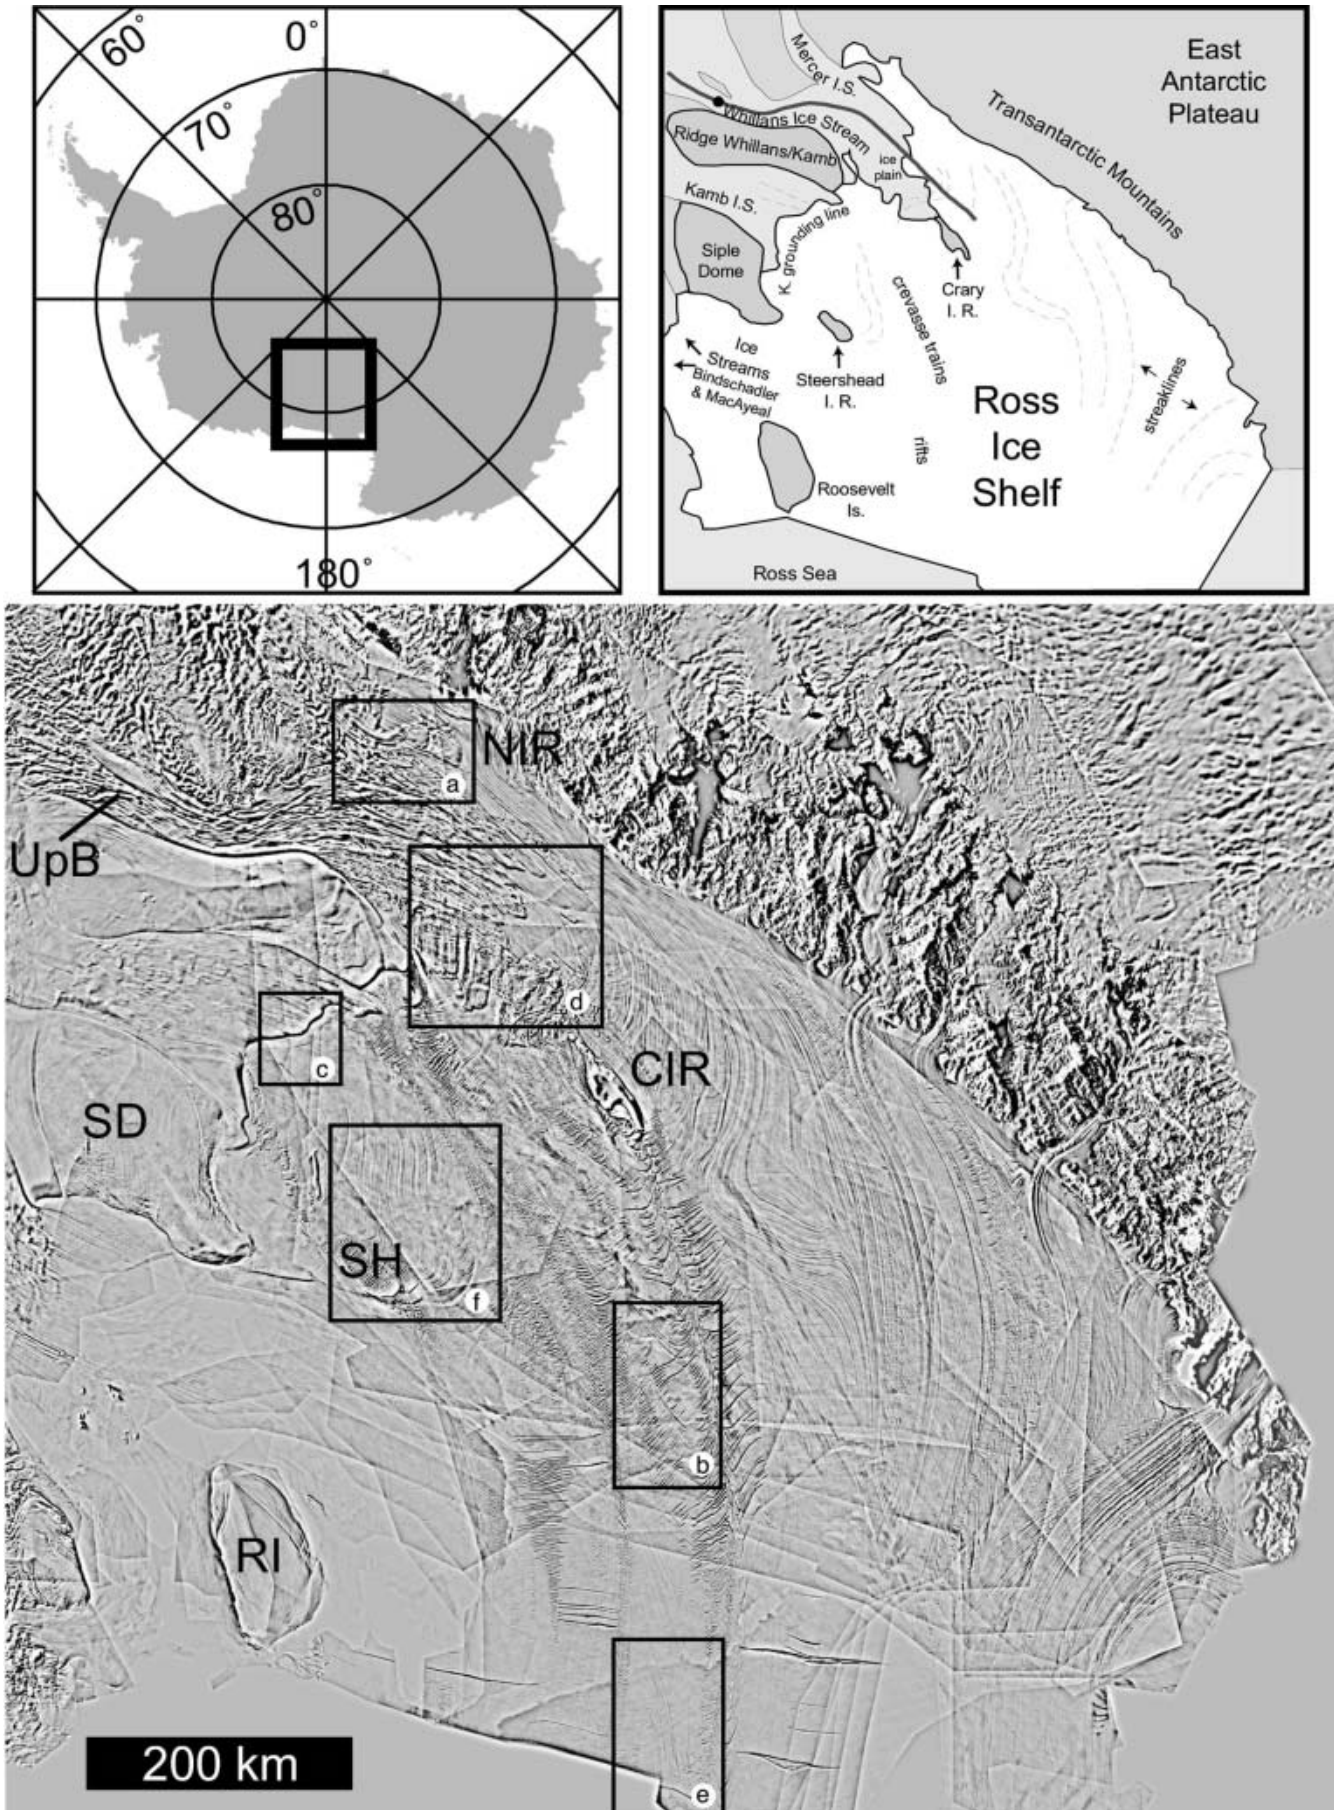 60°
0°
70°
80°
180°
East
Antarctic
Plateau
Mercer I.S.
Transantarctic Mountains
Whillans Ice Stream
Ridge Whillans/Kamb
ice
plain
Kamb I.S.
K. grounding line
Siple
Dome
Crary
I. R.
crevasse trains
Ice
Streams
Bindschadler
& MacAyeal
Steershead
I. R.
streaklines
Ross
Ice
Shelf
rifts
Roosevelt
Is.
Ross Sea
NIR
a
UpB
d
c
CIR
SD
SH
f
b
RI
200 km
e